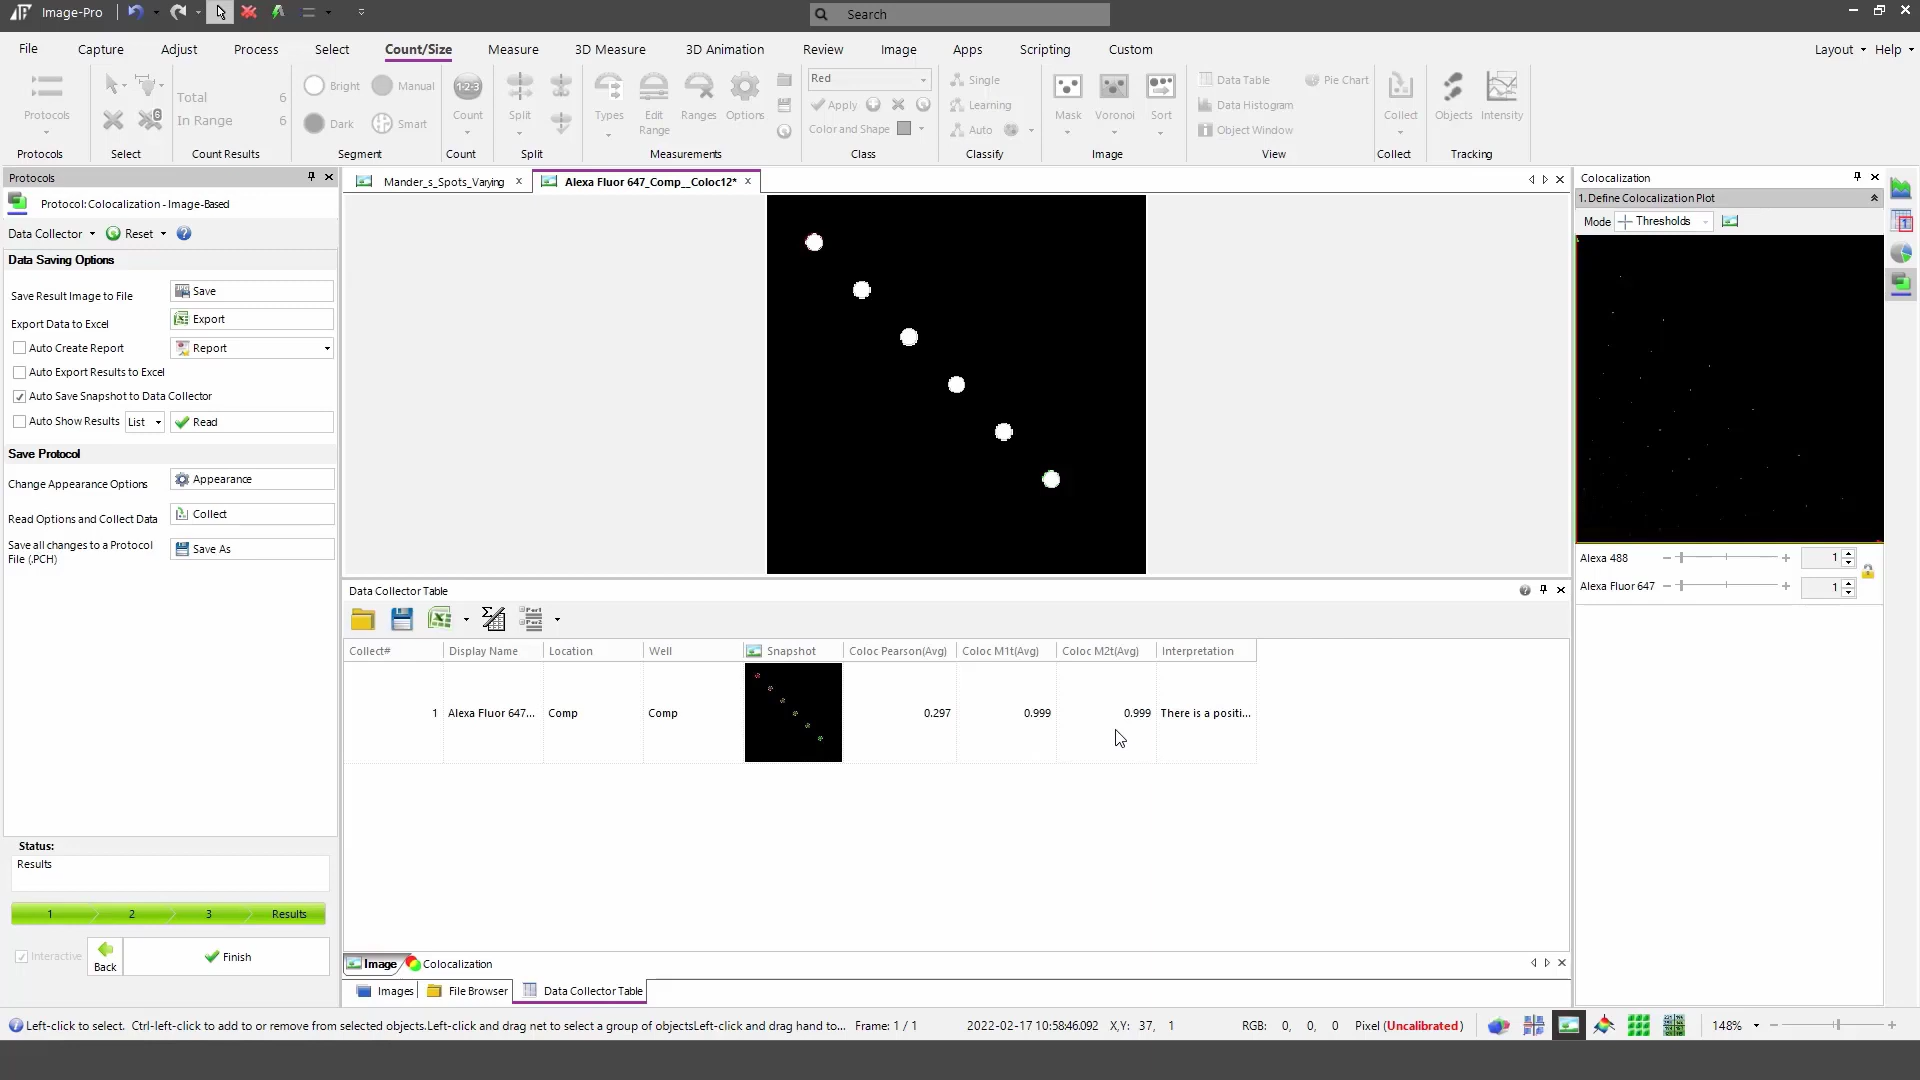 Image-Pro
Search
File Capture Adjust Process Select Count/Size Measure 3D Measure 3D Animation Review Image Apps Scripting Custom Layout Help
Protocols
Protocols
Select
Total 6
In Range 6
Count Results
Bright Manual
Dark Smart
Segment
1·2·3
Count
Count
Split
Split
Types Edit Range Ranges Options
Measurements
Red
Apply
Color and Shape
Class
Single
Learning
Auto
Classify
Mask Voronoi Sort
Image
Data Table Pie Chart
Data Histogram
Object Window
View
Collect
Collect
Objects Intensity
Tracking
Protocols
Protocol: Colocalization - Image-Based
Data Collector Reset
Data Saving Options
Save Result Image to File Save
Export Data to Excel Export
Auto Create Report Report
Auto Export Results to Excel
Auto Save Snapshot to Data Collector
Auto Show Results List Read
Save Protocol
Change Appearance Options Appearance
Read Options and Collect Data Collect
Save all changes to a Protocol File (.PCH) Save As
Status:
Results
1 2 3 Results
Interactive Back Finish
Mander_s_Spots_Varying Alexa Fluor 647_Comp__Coloc12*
Data Collector Table
Collect# Display Name Location Well Snapshot Coloc Pearson(Avg) Coloc M1t(Avg) Coloc M2t(Avg) Interpretation
1 Alexa Fluor 647... Comp Comp 0.297 0.999 0.999 There is a positi...
Image Colocalization
Images File Browser Data Collector Table
Colocalization
1. Define Colocalization Plot
Mode Thresholds
Alexa 488 1
Alexa Fluor 647 1
Left-click to select. Ctrl-left-click to add to or remove from selected objects.Left-click and drag net to select a group of objectsLeft-click and drag hand to... Frame: 1 / 1 2022-02-17 10:58:46.092 X,Y: 37, 1 RGB: 0, 0, 0 Pixel (Uncalibrated) 148%